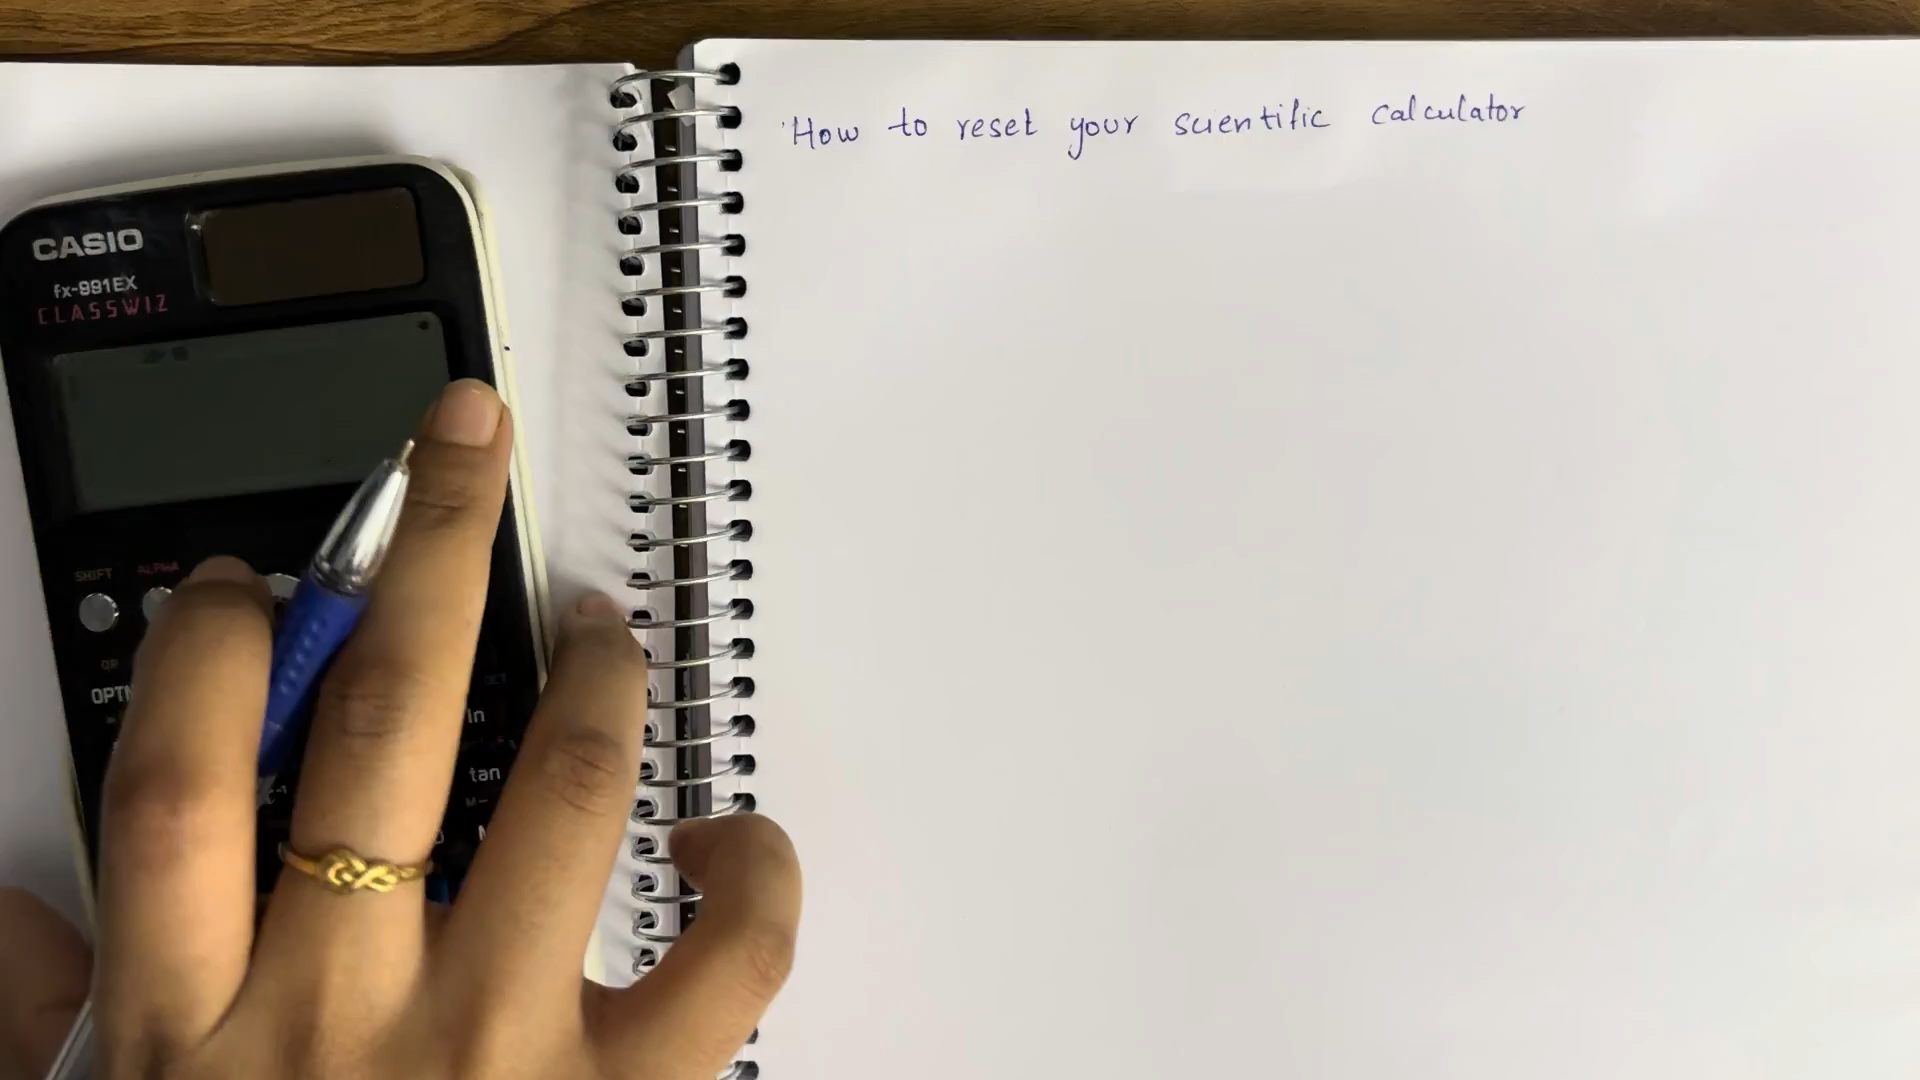 How to reset your scientific calculator
CASIO
fx-991EX
CLASSWIZ
SHIFT ALPHA
OPTN
ln
tan
M-